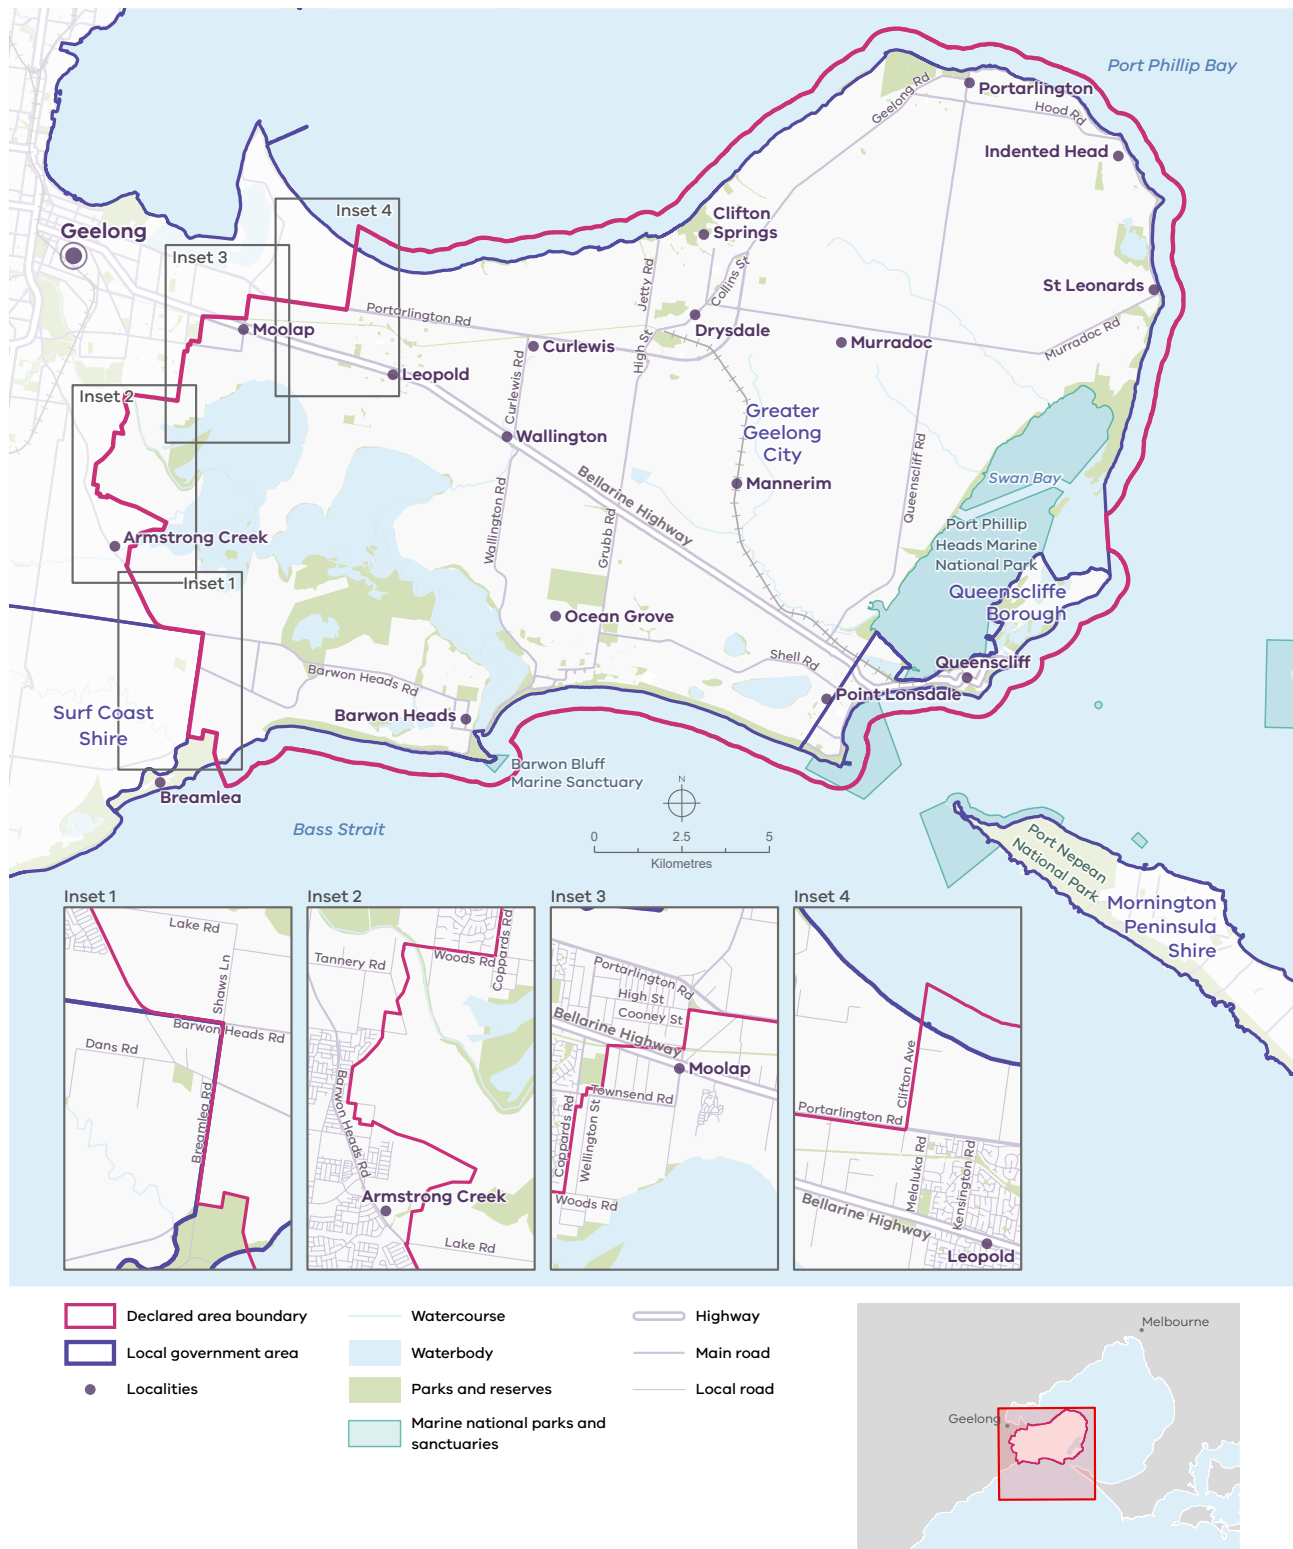 Port Phillip Bay
Portarlington
Geelong Rd
Hood Rd
Indented Head
Inset 4
Clifton
Springs
Geelong
Inset 3
Jetty Rd
Collins St
St Leonards
Portarlington Rd
Moolap
Drysdale
Murradoc Rd
High St
Curlewis
Murradoc
Leopold
Curlewis Rd
Inset 2
Greater
Geelong
City
Wallington
Bellarine Highway
Queenscliff Rd
Swan Bay
Mannerim
Wallington Rd
Grubb Rd
Port Phillip
Heads Marine
National Park
Armstrong Creek
Inset 1
Queenscliffe
Borough
Ocean Grove
Shell Rd
Queenscliff
Barwon Heads Rd
Point Lonsdale
Surf Coast
Shire
Barwon Heads
Barwon Bluff
Marine Sanctuary
Breamlea
N
Bass Strait
0 2.5 5
Kilometres
Port Nepean
National Park
Mornington
Peninsula
Shire
Inset 1
Lake Rd
Shaws Ln
Barwon Heads Rd
Dans Rd
Breamlea Rd
Inset 2
Coppards Rd
Woods Rd
Tannery Rd
Barwon Heads Rd
Armstrong Creek
Lake Rd
Inset 3
Portarlington Rd
High St
Cooney St
Bellarine Highway
Moolap
Townsend Rd
Coppards Rd
Wellington St
Woods Rd
Inset 4
Clifton Ave
Portarlington Rd
Melaluka Rd
Kensington Rd
Bellarine Highway
Leopold
Declared area boundary
Local government area
Localities
Watercourse
Waterbody
Parks and reserves
Marine national parks and
sanctuaries
Highway
Main road
Local road
Melbourne
Geelong